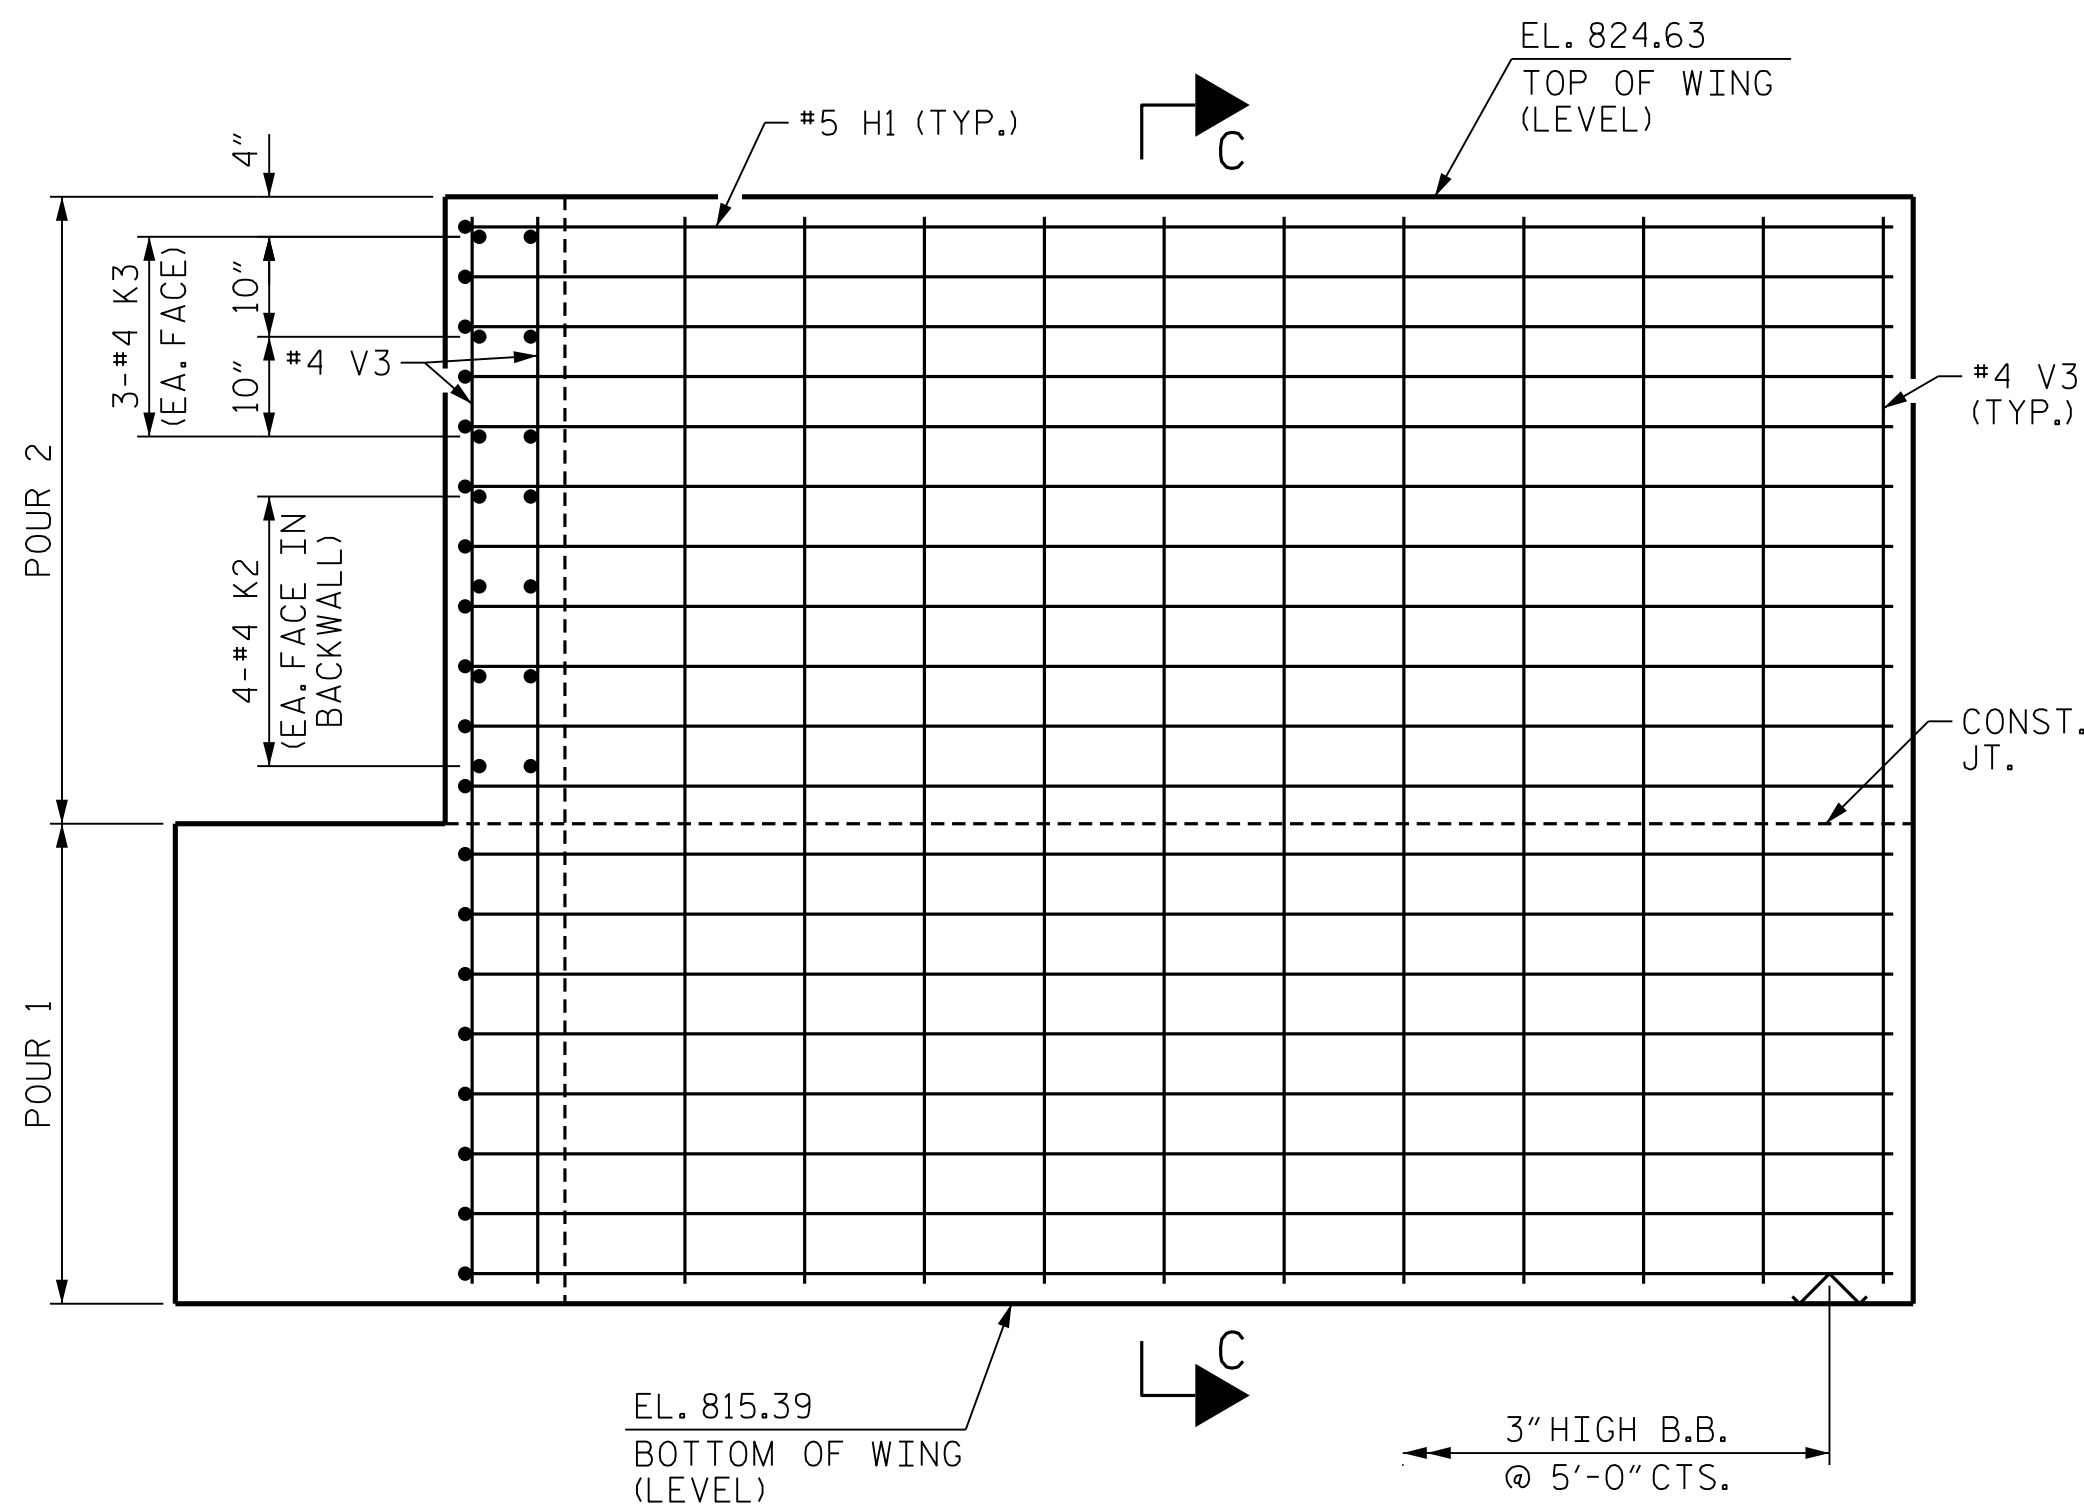 EL. 824.63
TOP OF WING
(LEVEL)
#5 H1 (TYP.)
C
4"
10"
10"
3-#4 K3
(EA. FACE)
#4 V3
#4 V3
(TYP.)
POUR 2
4-#4 K2
(EA. FACE IN
BACKWALL)
CONST.
JT.
POUR 1
C
EL. 815.39
BOTTOM OF WING
(LEVEL)
3" HIGH B.B.
@ 5'-0" CTS.